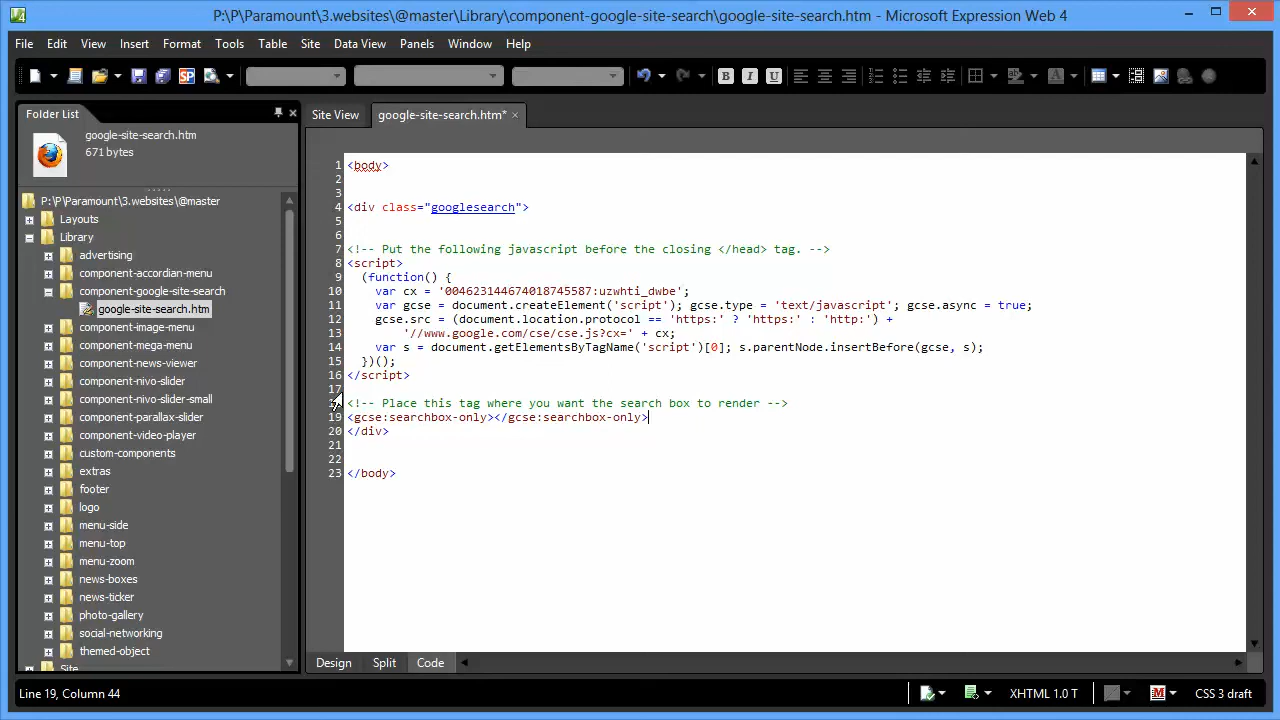 P:\P\Paramount\3.websites\@master\Library\component-google-site-search\google-site-search.htm - Microsoft Expression Web 4
File Edit View Insert Format Tools Table Site Data View Panels Window Help
Folder List
google-site-search.htm
671 bytes
P:\P\Paramount\3.websites\@master
Layouts
Library
advertising
component-accordian-menu
component-google-site-search
google-site-search.htm
component-image-menu
component-mega-menu
component-news-viewer
component-nivo-slider
component-nivo-slider-small
component-parallax-slider
component-video-player
custom-components
extras
footer
logo
menu-side
menu-top
menu-zoom
news-boxes
news-ticker
photo-gallery
social-networking
themed-object
Site
Site View google-site-search.htm*
1 <body>
2
3
4 <div class="googlesearch">
5
6
7 <!-- Put the following javascript before the closing </head> tag. -->
8 <script>
9 (function() {
10 var cx = '004623144674018745587:uzwhti_dwbe';
11 var gcse = document.createElement('script'); gcse.type = 'text/javascript'; gcse.async = true;
12 gcse.src = (document.location.protocol == 'https:' ? 'https:' : 'http:') +
13 '//www.google.com/cse/cse.js?cx=' + cx;
14 var s = document.getElementsByTagName('script')[0]; s.parentNode.insertBefore(gcse, s);
15 })();
16 </script>
17
<!-- Place this tag where you want the search box to render -->
19 <gcse:searchbox-only></gcse:searchbox-only>
20 </div>
21
22
23 </body>
Design Split Code
Line 19, Column 44
XHTML 1.0 T CSS 3 draft